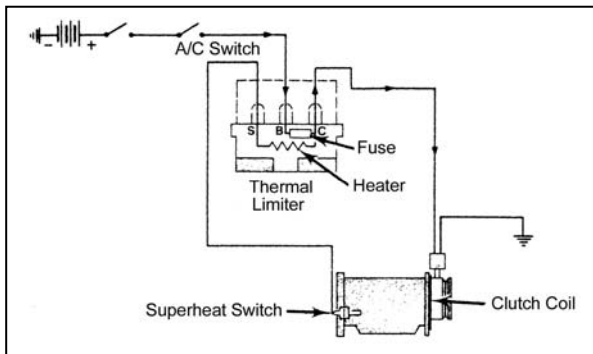 − +
A/C Switch
S B C
Fuse
Heater
Thermal
Limiter
Superheat Switch
Clutch Coil